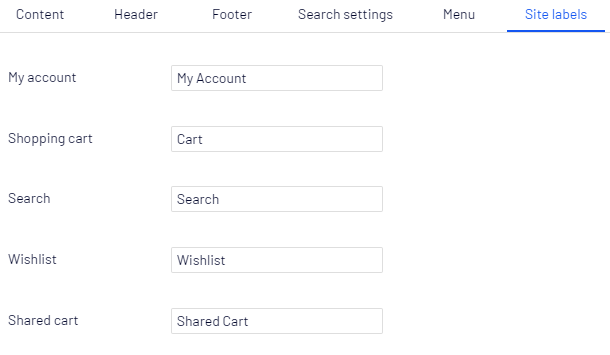 Content Header Footer Search settings Menu Site labels
My account My Account
Shopping cart Cart
Search Search
Wishlist Wishlist
Shared cart Shared Cart